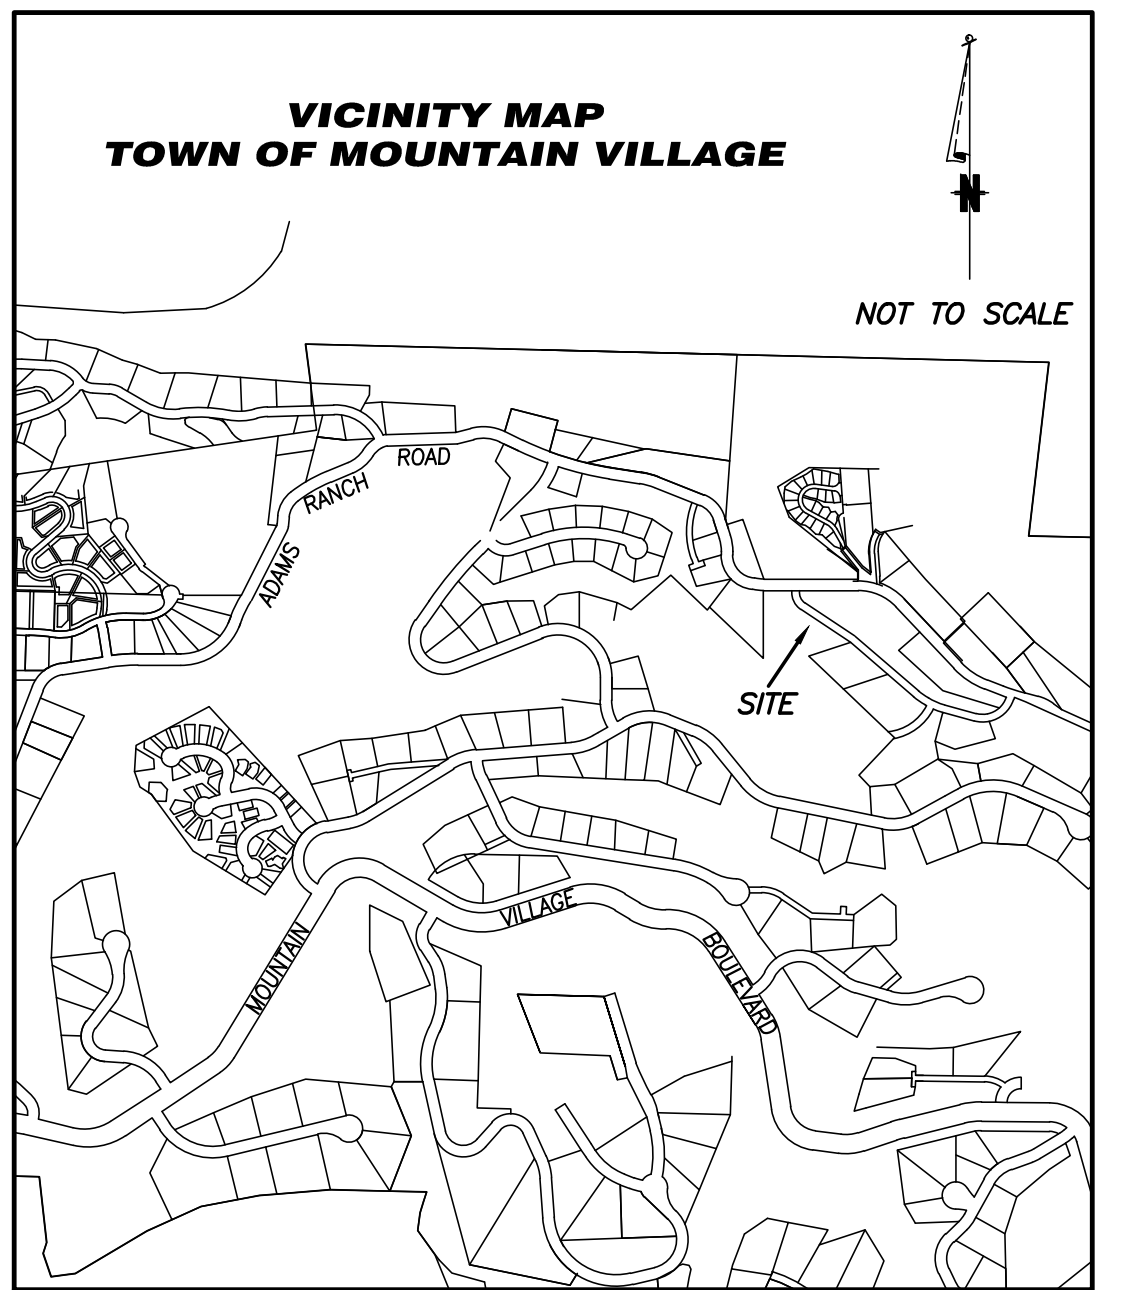 VICINITY MAP
TOWN OF MOUNTAIN VILLAGE
N
NOT TO SCALE
ROAD
RANCH
ADAMS
SITE
VILLAGE
MOUNTAIN
BOULEVARD